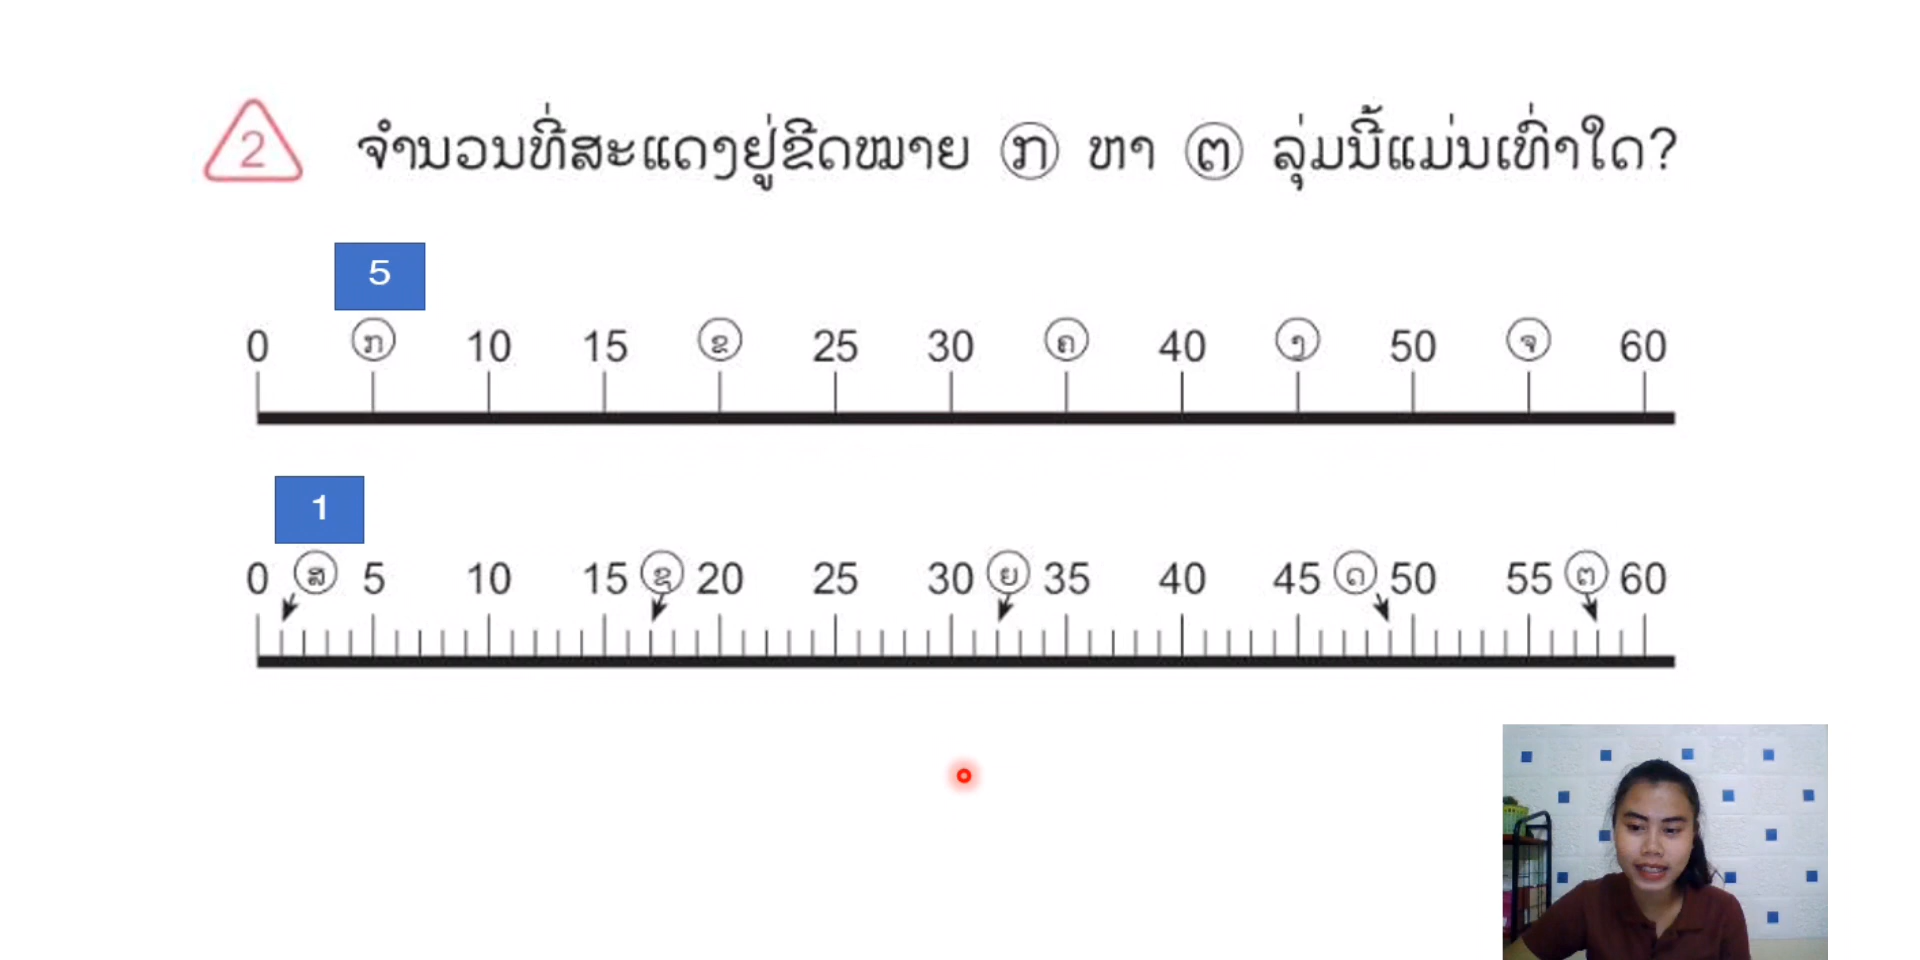 2 ຈຳນວນທີ່ສະແດງຢູ່ຂີດໝາຍ ກ ຫາ ຕ ລຸ່ມນີ້ແມ່ນເທົ່າໃດ?
5
0 ກ 10 15 ຂ 25 30 ຄ 40 ງ 50 ຈ 60
1
0 ສ 5 10 15 ຊ 20 25 30 ຍ 35 40 45 ດ 50 55 ຕ 60